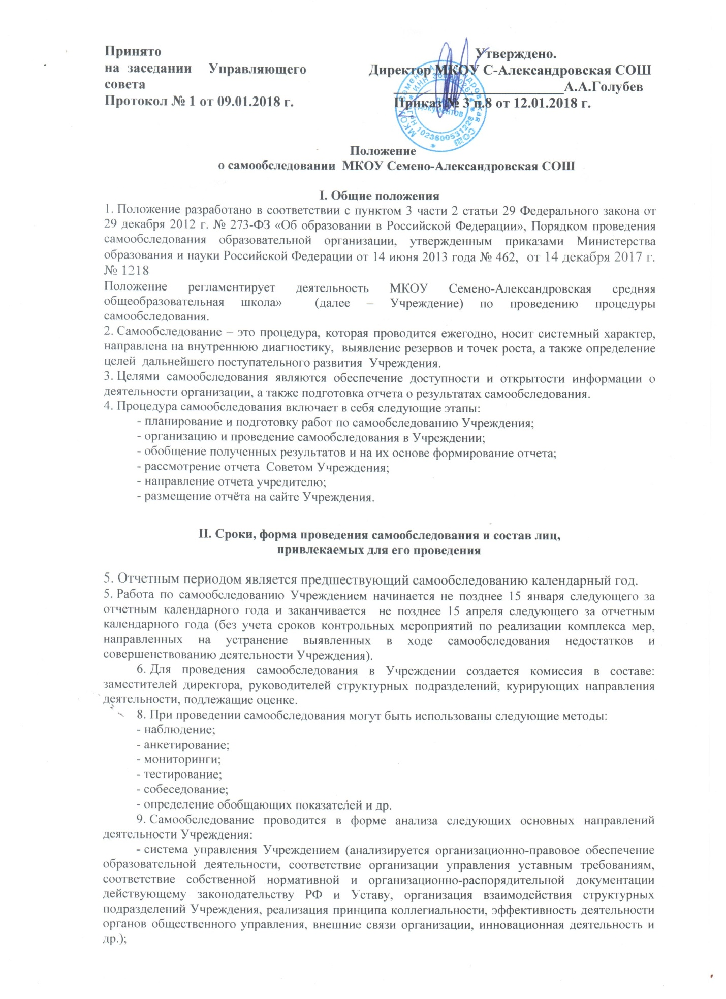 Принято
на заседании Управляющего
совета
Протокол № 1 от 09.01.2018 г.
Утверждено.
Директор МКОУ С-Александровская СОШ
________________________А.А.Голубев
Приказ № 3 п.8 от 12.01.2018 г.
МКОУ Семено-Александровская СОШ
ОГРН 1023600531228 * ИНН 3602002674 *
для
документов
Положение
о самообследовании МКОУ Семено-Александровская СОШ
I. Общие положения
1. Положение разработано в соответствии с пунктом 3 части 2 статьи 29 Федерального закона от
29 декабря 2012 г. № 273-ФЗ «Об образовании в Российской Федерации», Порядком проведения
самообследования образовательной организации, утвержденным приказами Министерства
образования и науки Российской Федерации от 14 июня 2013 года № 462, от 14 декабря 2017 г.
№ 1218
Положение регламентирует деятельность МКОУ Семено-Александровская средняя
общеобразовательная школа» (далее – Учреждение) по проведению процедуры
самообследования.
2. Самообследование – это процедура, которая проводится ежегодно, носит системный характер,
направлена на внутреннюю диагностику, выявление резервов и точек роста, а также определение
целей дальнейшего поступательного развития Учреждения.
3. Целями самообследования являются обеспечение доступности и открытости информации о
деятельности организации, а также подготовка отчета о результатах самообследования.
4. Процедура самообследования включает в себя следующие этапы:
- планирование и подготовку работ по самообследованию Учреждения;
- организацию и проведение самообследования в Учреждении;
- обобщение полученных результатов и на их основе формирование отчета;
- рассмотрение отчета Советом Учреждения;
- направление отчета учредителю;
- размещение отчёта на сайте Учреждения.
II. Сроки, форма проведения самообследования и состав лиц,
привлекаемых для его проведения
5. Отчетным периодом является предшествующий самообследованию календарный год.
5. Работа по самообследованию Учреждением начинается не позднее 15 января следующего за
отчетным календарного года и заканчивается не позднее 15 апреля следующего за отчетным
календарного года (без учета сроков контрольных мероприятий по реализации комплекса мер,
направленных на устранение выявленных в ходе самообследования недостатков и
совершенствованию деятельности Учреждения).
6. Для проведения самообследования в Учреждении создается комиссия в составе:
заместителей директора, руководителей структурных подразделений, курирующих направления
деятельности, подлежащие оценке.
8. При проведении самообследования могут быть использованы следующие методы:
- наблюдение;
- анкетирование;
- мониторинги;
- тестирование;
- собеседование;
- определение обобщающих показателей и др.
9. Самообследование проводится в форме анализа следующих основных направлений
деятельности Учреждения:
- система управления Учреждением (анализируется организационно-правовое обеспечение
образовательной деятельности, соответствие организации управления уставным требованиям,
соответствие собственной нормативной и организационно-распорядительной документации
действующему законодательству РФ и Уставу, организация взаимодействия структурных
подразделений Учреждения, реализация принципа коллегиальности, эффективность деятельности
органов общественного управления, внешние связи организации, инновационная деятельность и
др.);